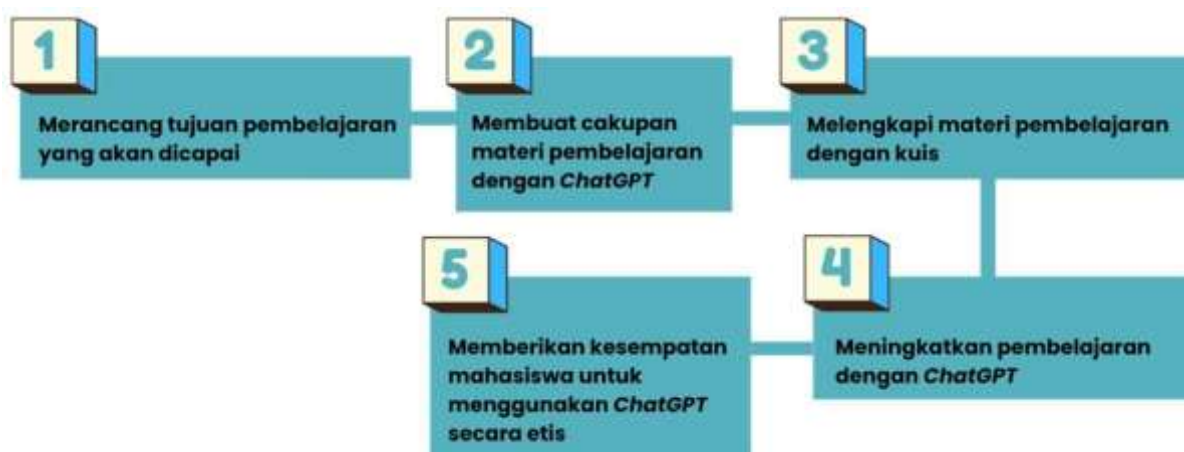 1
Merancang tujuan pembelajaran
yang akan dicapai
2
Membuat cakupan
materi pembelajaran
dengan ChatGPT
3
Melengkapi materi pembelajaran
dengan kuis
4
Meningkatkan pembelajaran
dengan ChatGPT
5
Memberikan kesempatan
mahasiswa untuk
menggunakan ChatGPT
secara etis